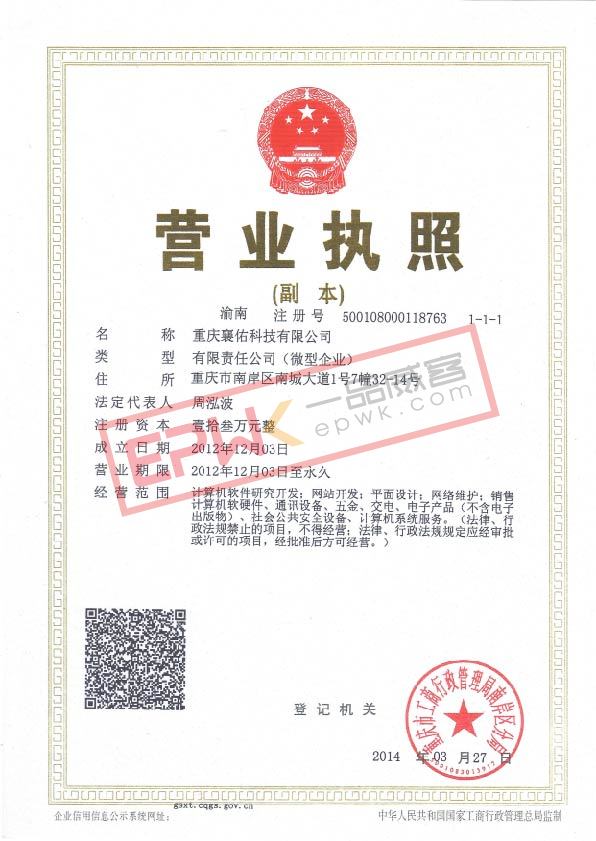 营业执照
(副 本)
渝南 注 册 号 500108000118763 1-1-1
名 称 重庆襄佑科技有限公司
类 型 有限责任公司（微型企业）
住 所 重庆市南岸区南城大道1号7幢32-14号
法定代表人 周泓波
注册资本 壹拾叁万元整
成立日期 2012年12月03日
营业期限 2012年12月03日至永久
经营范围 计算机软件研究开发；网站开发；平面设计；网络维护；销售
计算机软硬件、通讯设备、五金、交电、电子产品（不含电子
出版物）、社会公共安全设备、计算机系统服务。（法律、行
政法规禁止的项目，不得经营；法律、行政法规规定应经审批
或许可的项目，经批准后方可经营。）
EPWK 一品威客
epwk.com
登记机关
重庆市工商行政管理局南岸区分局
2014 年 03 月 27 日
gsxt.cqgs.gov.cn
企业信用信息公示系统网址：
中华人民共和国国家工商行政管理总局监制